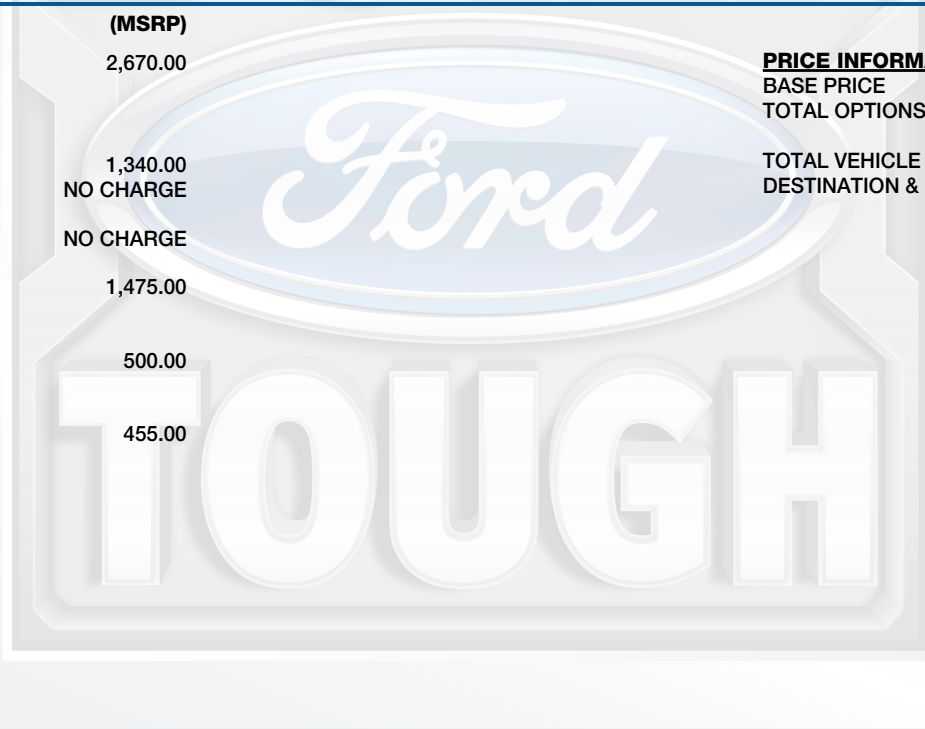 (MSRP)
2,670.00
1,340.00
NO CHARGE
NO CHARGE
1,475.00
500.00
455.00
PRICE
BASE PRICE
TOTAL OPTIONS
TOTAL VEHICLE
DESTINATION &
Ford
TOUGH